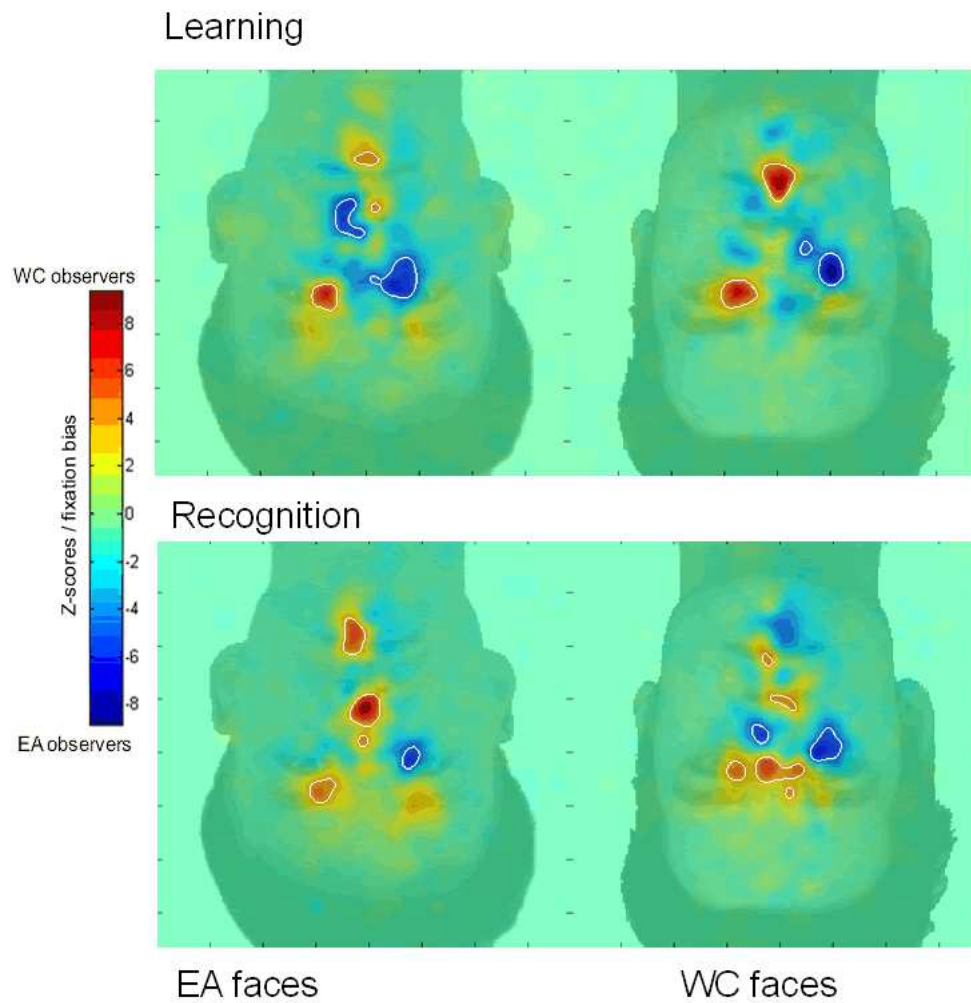 Learning
WC observers
8
6
4
2
0
-2
-4
-6
-8
Z-scores / fixation bias
EA observers
Recognition
EA faces
WC faces